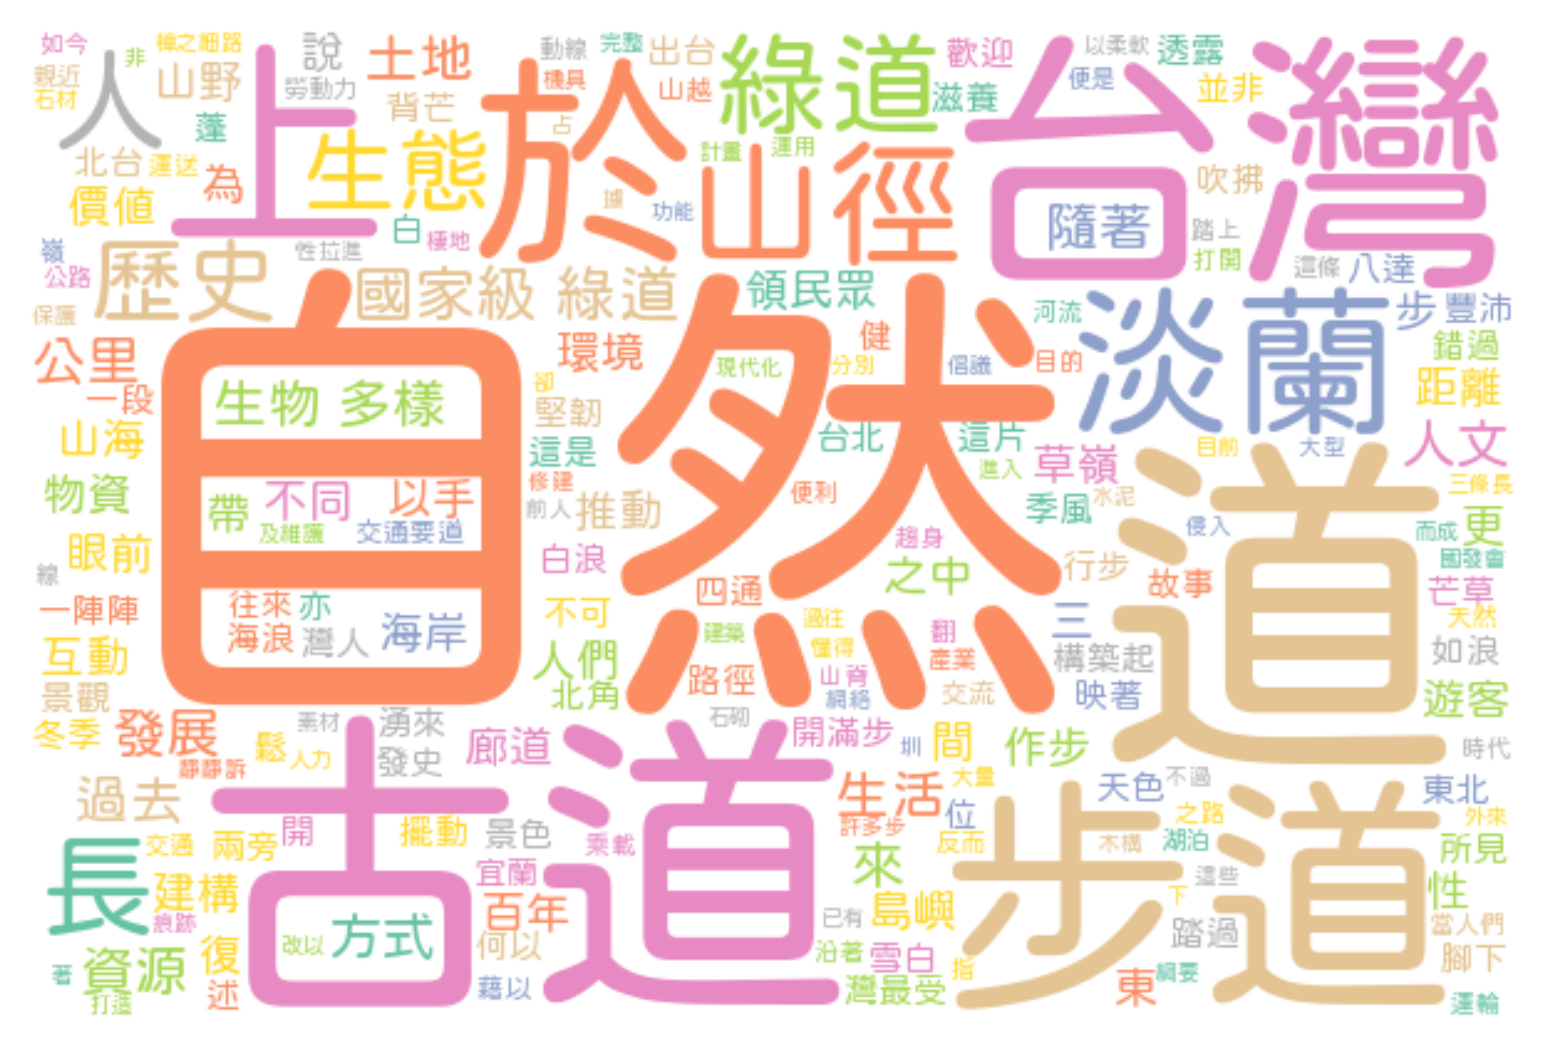 如今
非
樟之細路
說
土地
動線
完整
出台
綠道
歡迎
以柔軟
透露
台灣
親近
石材
人
山野
勞動力
上
背芒
於
機具
山越
滋養
便是
並非
蓬
北台
運送
為
生態
占
計畫
運用
山徑
吹拂
價值
白
棲地
據
功能
隨著
踏上
打開
嶺
公路
歷史
性拉進
國家級 綠道
領民眾
這條
八達
保護
自然
河流
淡蘭
步
豐沛
公里
環境
健
目的
錯過
一段
生物 多樣
卻
堅韌
現代化
分別
倡議
距離
山海
這是
台北
這片
草嶺
目前
大型
人文
物資
帶
不同
以手
修建
前人
推動
便利
進入
季風
水泥
道
三條長
及維護
交通要道
趨身
侵入
而成
更
國發會
眼前
白浪
之中
行步
線
一陣陣
往來
亦
四通
故事
芒草
海浪
灣人
海岸
不可
過往
三
天然
互動
人們
建築
懂得
翻
產業
構築起
如浪
景觀
北角
路徑
山脊
網絡
交流
映著
遊客
冬季
發展
素材
湧來
石砌
開滿步
圳
間
作步
時代
靜靜訴
鬆
人力
發史
廊道
過去
古道
生活
大量
天色
不過
東北
長
交通
兩旁
開
擺動
景色
乘載
許多步
位
反而
步道
之路
外來
木構
湖泊
所見
建構
宜蘭
來
這些
性
痕跡
百年
已有
島嶼
下
當人們
資源
復
改以
方式
何以
沿著
雪白
指
踏過
腳下
著
打造
述
藉以
灣最受
東
綱要
運輸